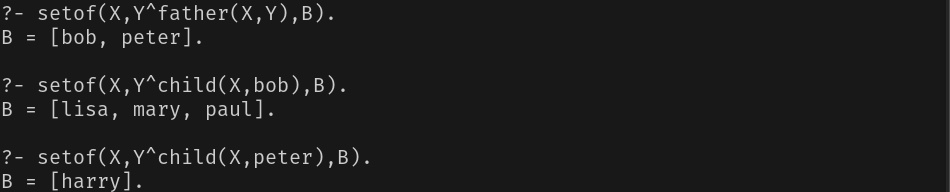 ?- setof(X,Y^father(X,Y),B).
B = [bob, peter].
?- setof(X,Y^child(X,bob),B).
B = [lisa, mary, paul].
?- setof(X,Y^child(X,peter),B).
B = [harry].